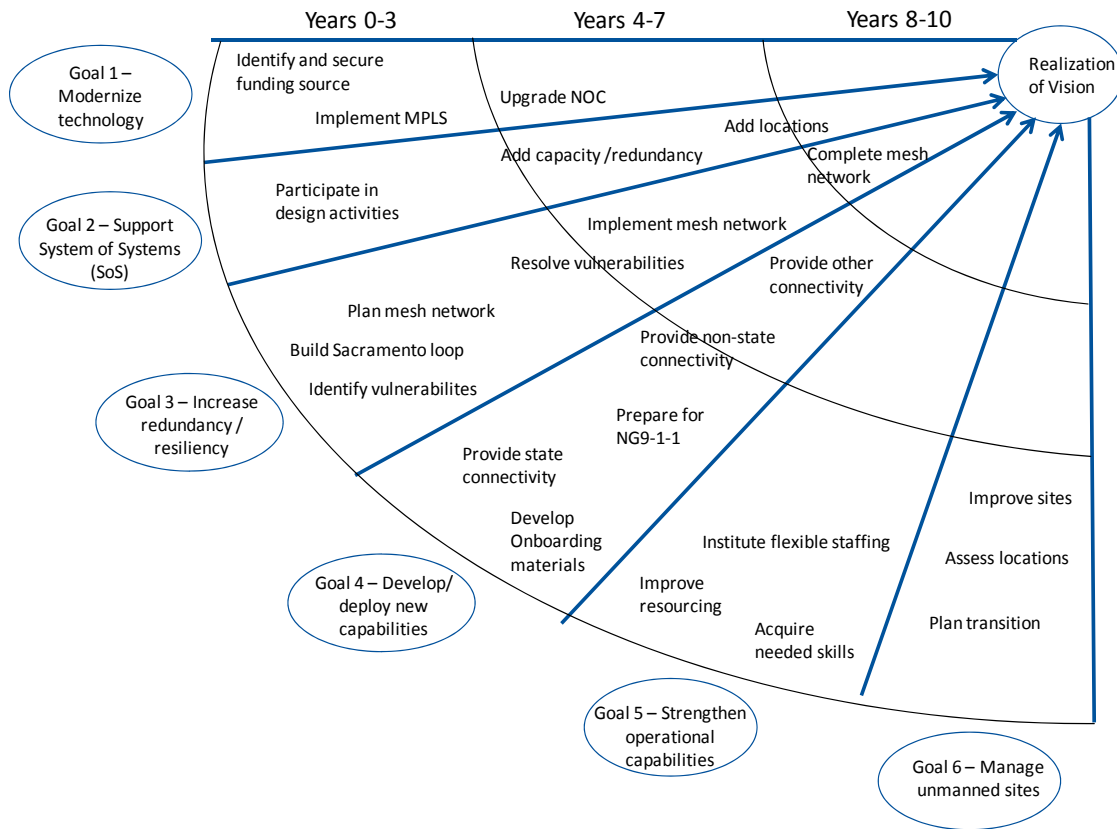 Years 0-3
Years 4-7
Years 8-10
Realization
of Vision
Goal 1 –
Modernize
technology
Identify and secure
funding source
Implement MPLS
Upgrade NOC
Goal 2 – Support
System of Systems
(SoS)
Participate in
design activities
Add capacity /redundancy
Add locations
Goal 3 – Increase
redundancy /
resiliency
Plan mesh network
Build Sacramento loop
Identify vulnerabilites
Implement mesh network
Resolve vulnerabilities
Complete mesh
network
Goal 4 – Develop/
deploy new
capabilities
Provide state
connectivity
Develop
Onboarding
materials
Prepare for
NG9-1-1
Provide non-state
connectivity
Provide other
connectivity
Goal 5 – Strengthen
operational
capabilities
Institute flexible staffing
Improve
resourcing
Acquire
needed skills
Goal 6 – Manage
unmanned sites
Improve sites
Assess locations
Plan transition